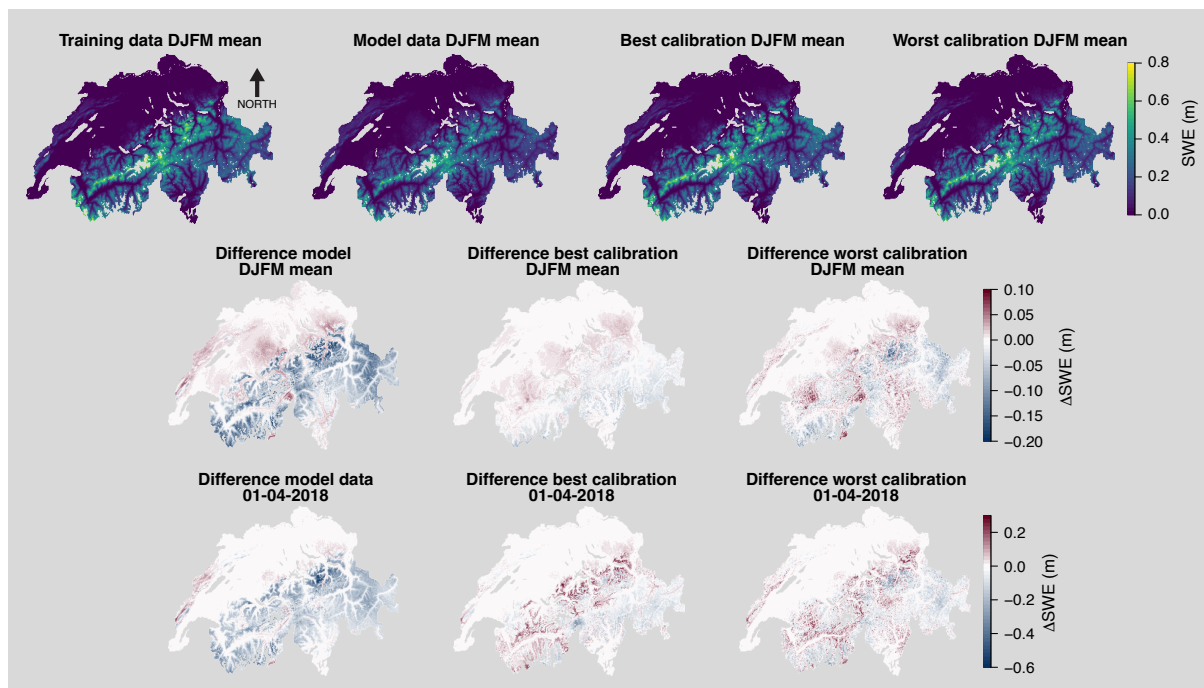 Training data DJFM mean
Model data DJFM mean
Best calibration DJFM mean
Worst calibration DJFM mean
NORTH
0.8
0.6
0.4
0.2
0.0
SWE (m)
Difference model
DJFM mean
Difference best calibration
DJFM mean
Difference worst calibration
DJFM mean
0.10
0.05
0.00
−0.05
−0.10
−0.15
−0.20
ΔSWE (m)
Difference model data
01-04-2018
Difference best calibration
01-04-2018
Difference worst calibration
01-04-2018
0.2
0.0
−0.2
−0.4
−0.6
ΔSWE (m)